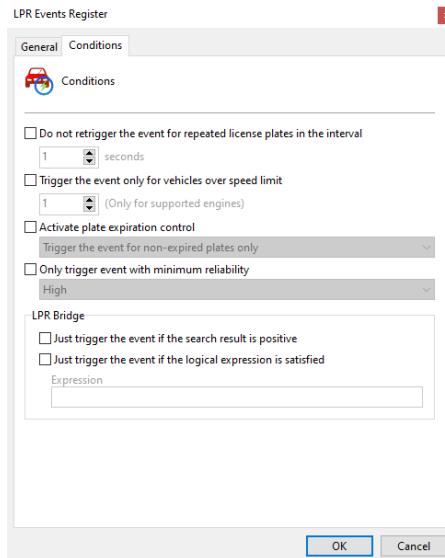 LPR Events Register
General Conditions
Conditions
Do not retrigger the event for repeated license plates in the interval
1 seconds
Trigger the event only for vehicles over speed limit
1 (Only for supported engines)
Activate plate expiration control
Trigger the event for non-expired plates only
Only trigger event with minimum reliability
High
LPR Bridge
Just trigger the event if the search result is positive
Just trigger the event if the logical expression is satisfied
Expression
OK Cancel